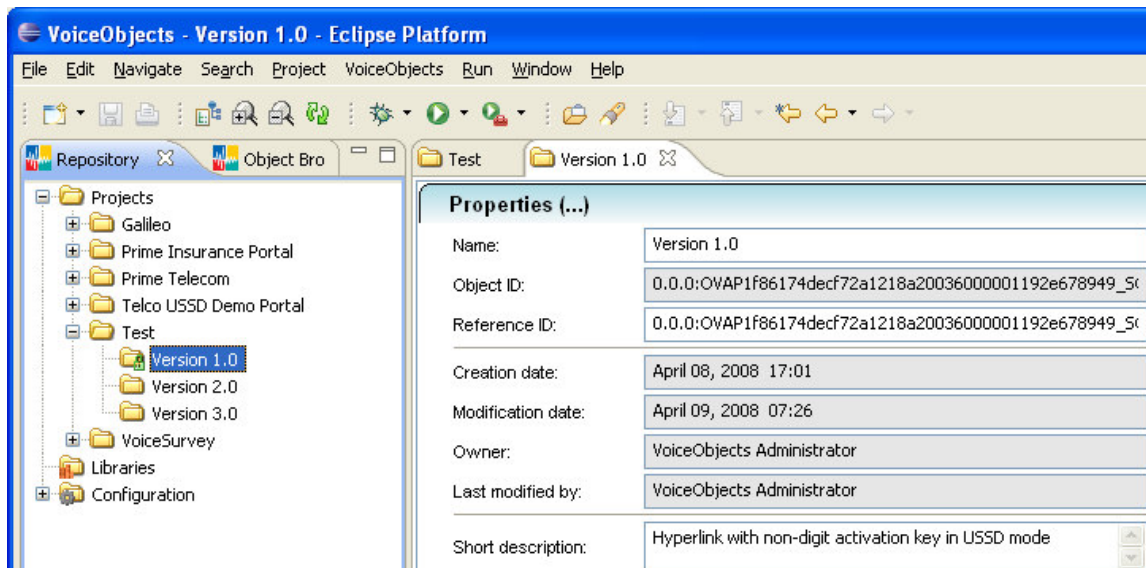 VoiceObjects - Version 1.0 - Eclipse Platform
File Edit Navigate Search Project VoiceObjects Run Window Help
Repository Object Bro
Projects
Galileo
Prime Insurance Portal
Prime Telecom
Telco USSD Demo Portal
Test
Version 1.0
Version 2.0
Version 3.0
VoiceSurvey
Libraries
Configuration
Test Version 1.0
Properties (...)
Name: Version 1.0
Object ID: 0.0.0:OVAP1f86174decf72a1218a20036000001192e678949_5
Reference ID: 0.0.0:OVAP1f86174decf72a1218a20036000001192e678949_5
Creation date: April 08, 2008 17:01
Modification date: April 09, 2008 07:26
Owner: VoiceObjects Administrator
Last modified by: VoiceObjects Administrator
Short description: Hyperlink with non-digit activation key in USSD mode